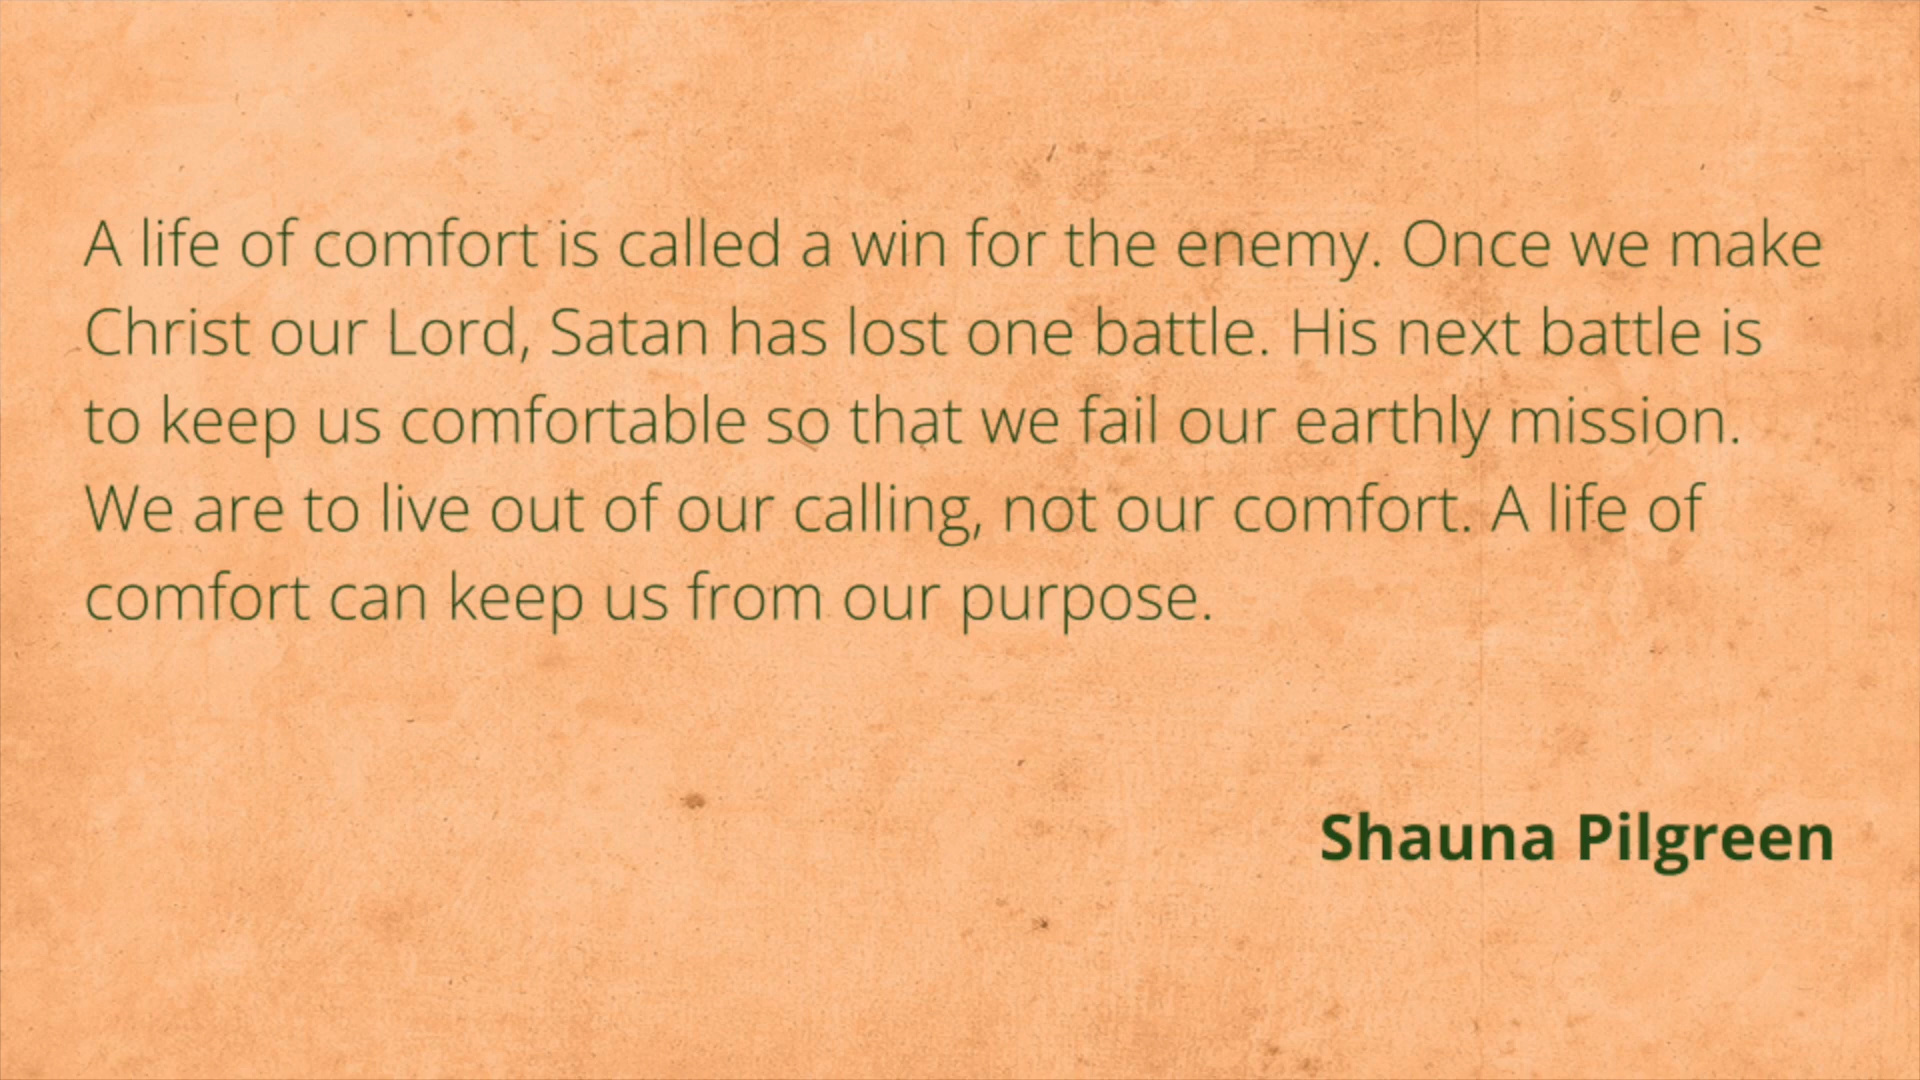 A life of comfort is called a win for the enemy. Once we make
Christ our Lord, Satan has lost one battle. His next battle is
to keep us comfortable so that we fail our earthly mission.
We are to live out of our calling, not our comfort. A life of
comfort can keep us from our purpose.
Shauna Pilgreen